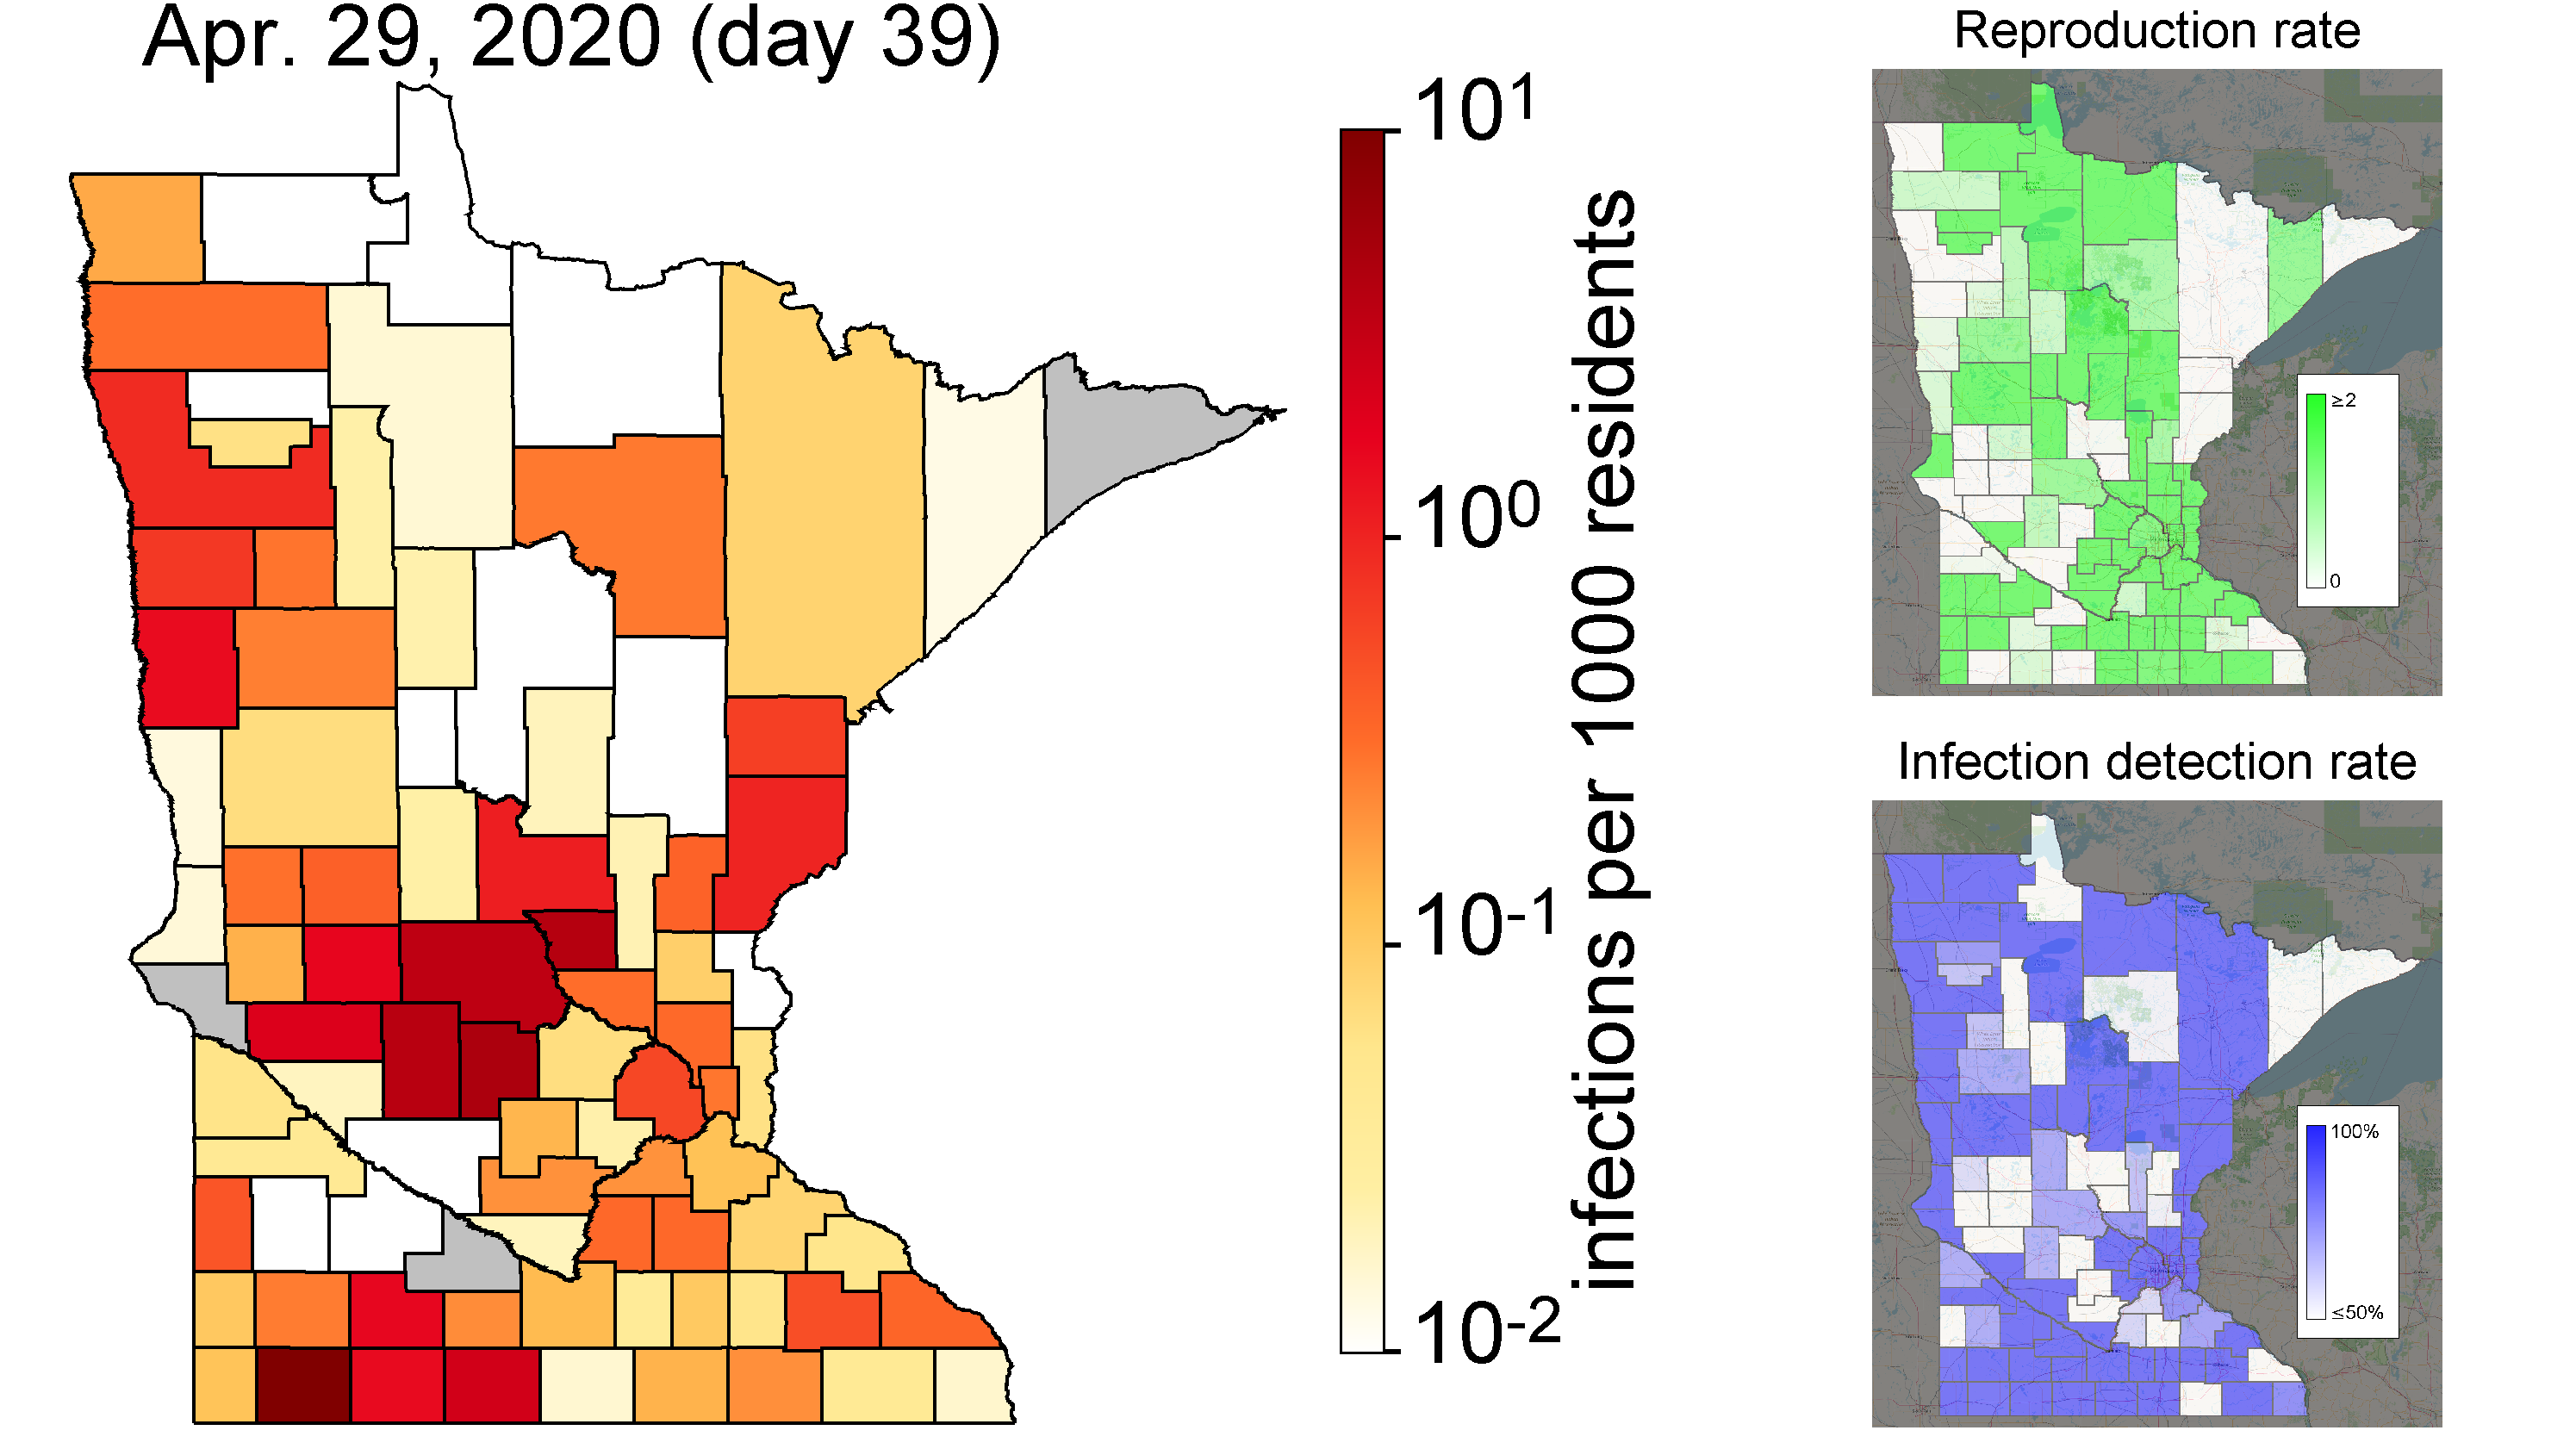 Apr. 29, 2020 (day 39)
10¹
10⁰
10⁻¹
10⁻²
infections per 1000 residents
Reproduction rate
≥2
0
Infection detection rate
100%
≤50%